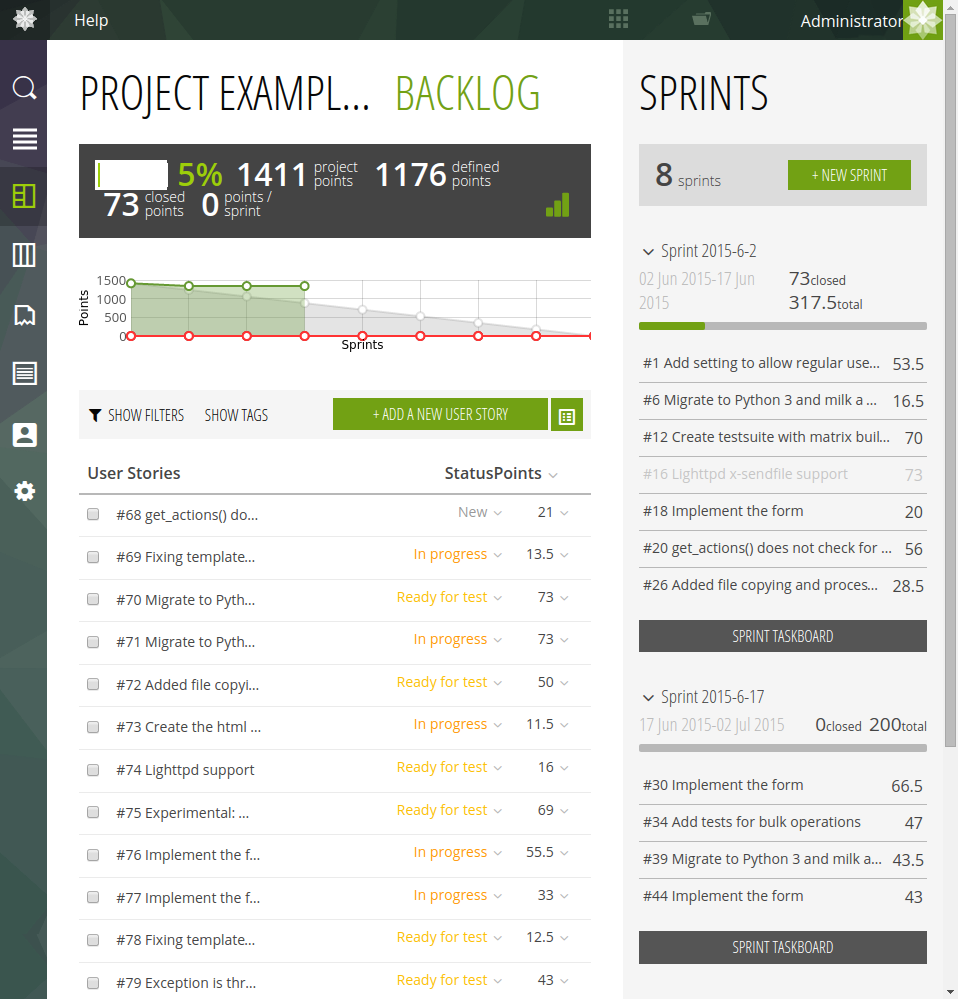 Help
Administrator
PROJECT EXAMPL... BACKLOG
5% 1411 project points 1176 defined points
73 closed points 0 points / sprint
1500
1000
500
0
Points
Sprints
SHOW FILTERS SHOW TAGS + ADD A NEW USER STORY
User Stories Status Points
#68 get_actions() do... New 21
#69 Fixing template... In progress 13.5
#70 Migrate to Pyth... Ready for test 73
#71 Migrate to Pyth... In progress 73
#72 Added file copyi... Ready for test 50
#73 Create the html ... In progress 11.5
#74 Lighttpd support Ready for test 16
#75 Experimental: ... Ready for test 69
#76 Implement the f... In progress 55.5
#77 Implement the f... In progress 33
#78 Fixing template... Ready for test 12.5
#79 Exception is thr... Ready for test 43
SPRINTS
8 sprints + NEW SPRINT
Sprint 2015-6-2
02 Jun 2015-17 Jun 2015 73closed 317.5total
#1 Add setting to allow regular use... 53.5
#6 Migrate to Python 3 and milk a ... 16.5
#12 Create testsuite with matrix buil... 70
#16 Lighttpd x-sendfile support 73
#18 Implement the form 20
#20 get_actions() does not check for ... 56
#26 Added file copying and proces... 28.5
SPRINT TASKBOARD
Sprint 2015-6-17
17 Jun 2015-02 Jul 2015 0closed 200total
#30 Implement the form 66.5
#34 Add tests for bulk operations 47
#39 Migrate to Python 3 and milk a... 43.5
#44 Implement the form 43
SPRINT TASKBOARD